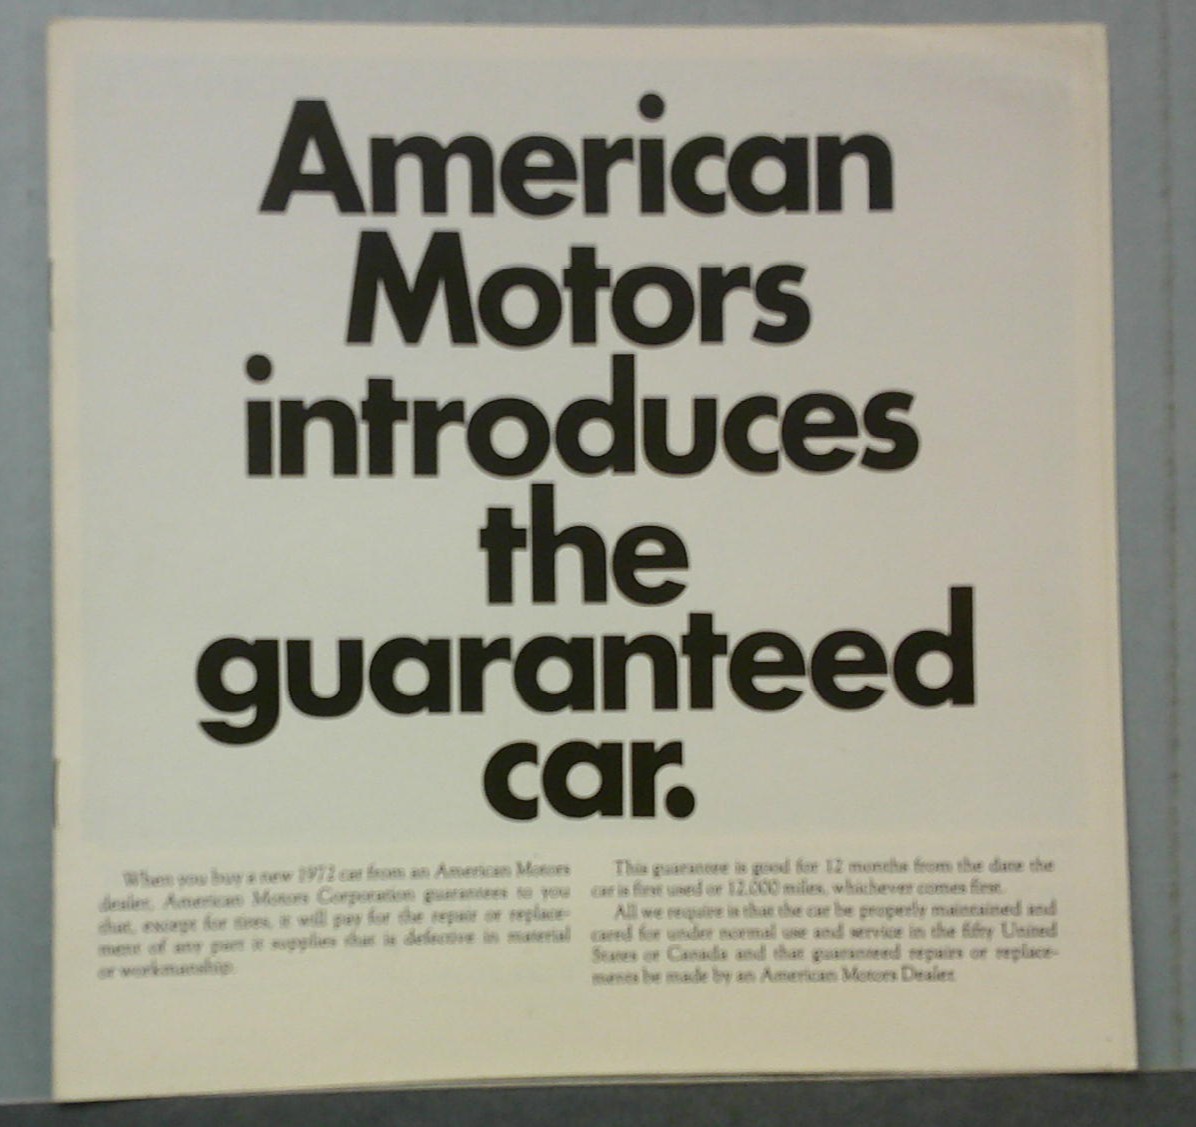 American
Motors
introduces
the
guaranteed
car.
When you buy a new 1972 car from an American Motors
dealer, American Motors Corporation guarantees to you
that, except for tires, it will pay for the repair or replace-
ment of any part it supplies that is defective in material
or workmanship.
This guarantee is good for 12 months from the date the
car is first used or 12,000 miles, whichever comes first.
All we require is that the car be properly maintained and
cared for under normal use and service in the fifty United
States or Canada and that guaranteed repairs or replace-
ments be made by an American Motors Dealer.